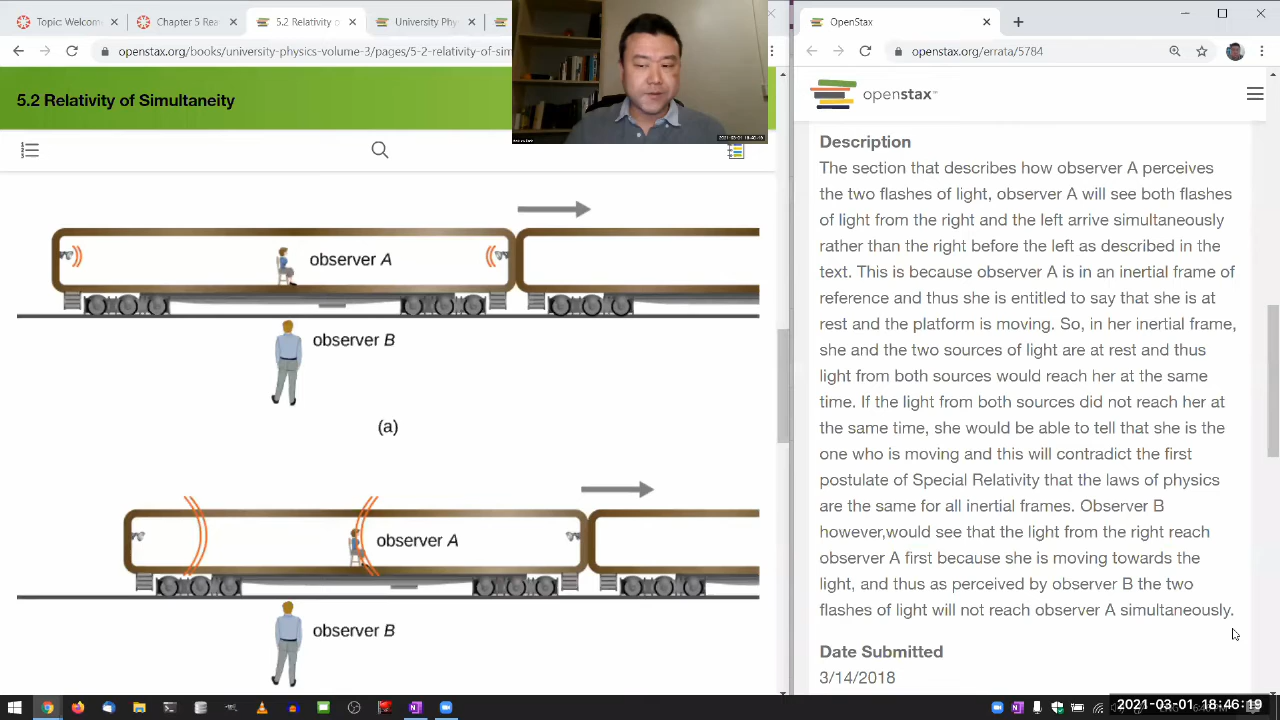 Topic Welcome
Simultaneity
5.2 Relativity o
University Phys
OpenStax
openstax.org/books/university-physics-volume-3/pages/5-2-relativity-of-sim
openstax.org/errata/5784
5.2 Relativity of Simultaneity
2021-03-01 18:46:19
openstax™
observer A
observer B
(a)
observer A
observer B
Description
The section that describes how observer A perceives
the two flashes of light, observer A will see both flashes
of light from the right and the left arrive simultaneously
rather than the right before the left as described in the
text. This is because observer A is in an inertial frame of
reference and thus she is entitled to say that she is at
rest and the platform is moving. So, in her inertial frame,
she and the two sources of light are at rest and thus
light from both sources would reach her at the same
time. If the light from both sources did not reach her at
the same time, she would be able to tell that she is the
one who is moving and this will contradict the first
postulate of Special Relativity that the laws of physics
are the same for all inertial frames. Observer B
however,would see that the light from the right reach
observer A first because she is moving towards the
light, and thus as perceived by observer B the two
flashes of light will not reach observer A simultaneously.
Date Submitted
3/14/2018
2021-03-01 18:46:19